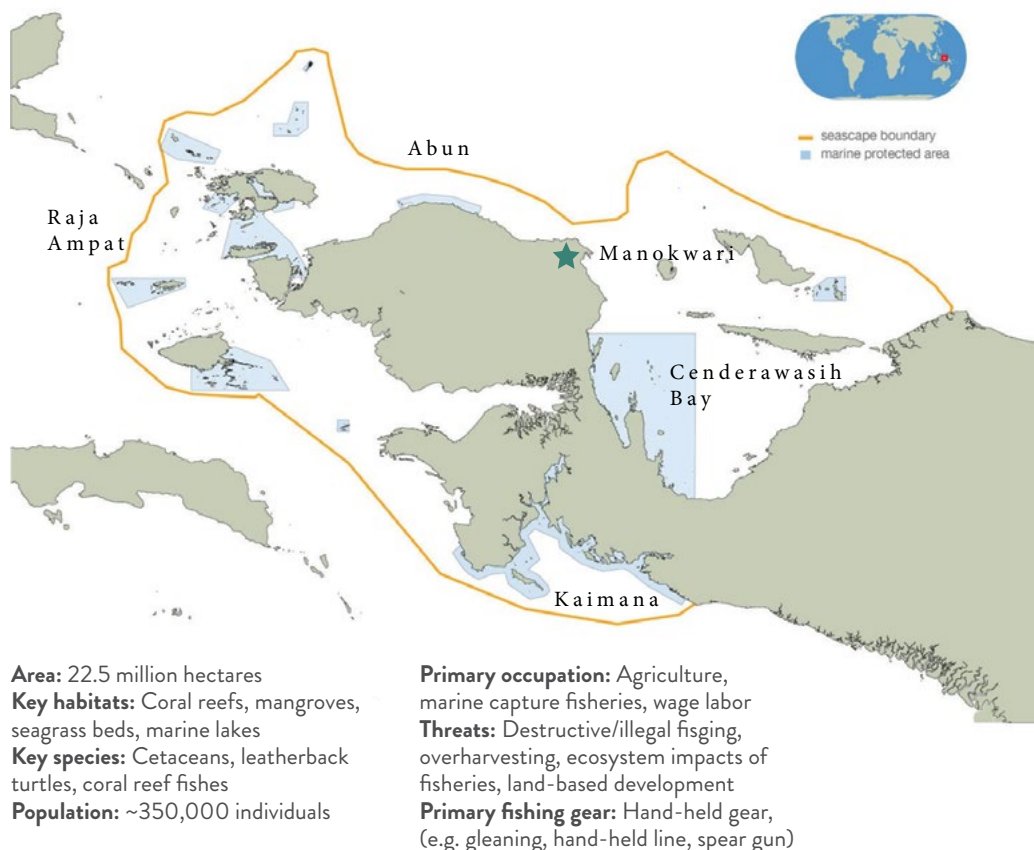 seascape boundary
marine protected area
Abun
Raja
Ampat
Manokwari
Cenderawasih
Bay
Kaimana
Area: 22.5 million hectares
Key habitats: Coral reefs, mangroves,
seagrass beds, marine lakes
Key species: Cetaceans, leatherback
turtles, coral reef fishes
Population: ~350,000 individuals
Primary occupation: Agriculture,
marine capture fisheries, wage labor
Threats: Destructive/illegal fisging,
overharvesting, ecosystem impacts of
fisheries, land-based development
Primary fishing gear: Hand-held gear,
(e.g. gleaning, hand-held line, spear gun)